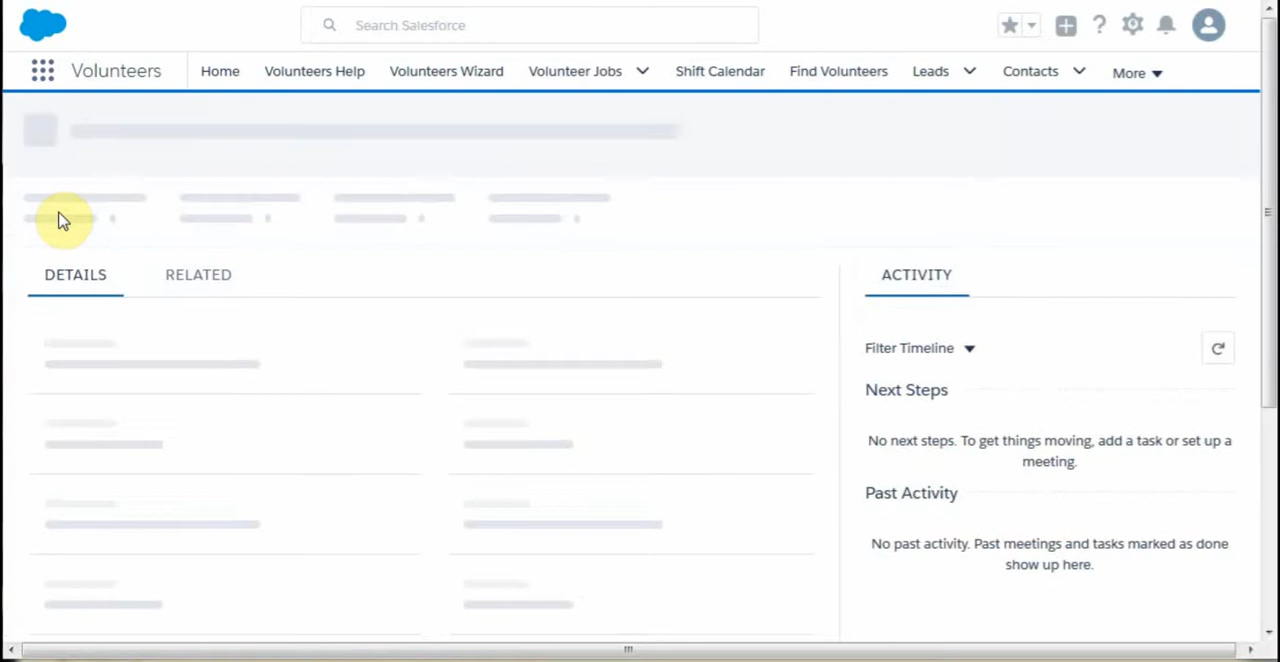 Search Salesforce
Volunteers Home Volunteers Help Volunteers Wizard Volunteer Jobs Shift Calendar Find Volunteers Leads Contacts More
DETAILS RELATED
ACTIVITY
Filter Timeline
Next Steps
No next steps. To get things moving, add a task or set up a
meeting.
Past Activity
No past activity. Past meetings and tasks marked as done
show up here.